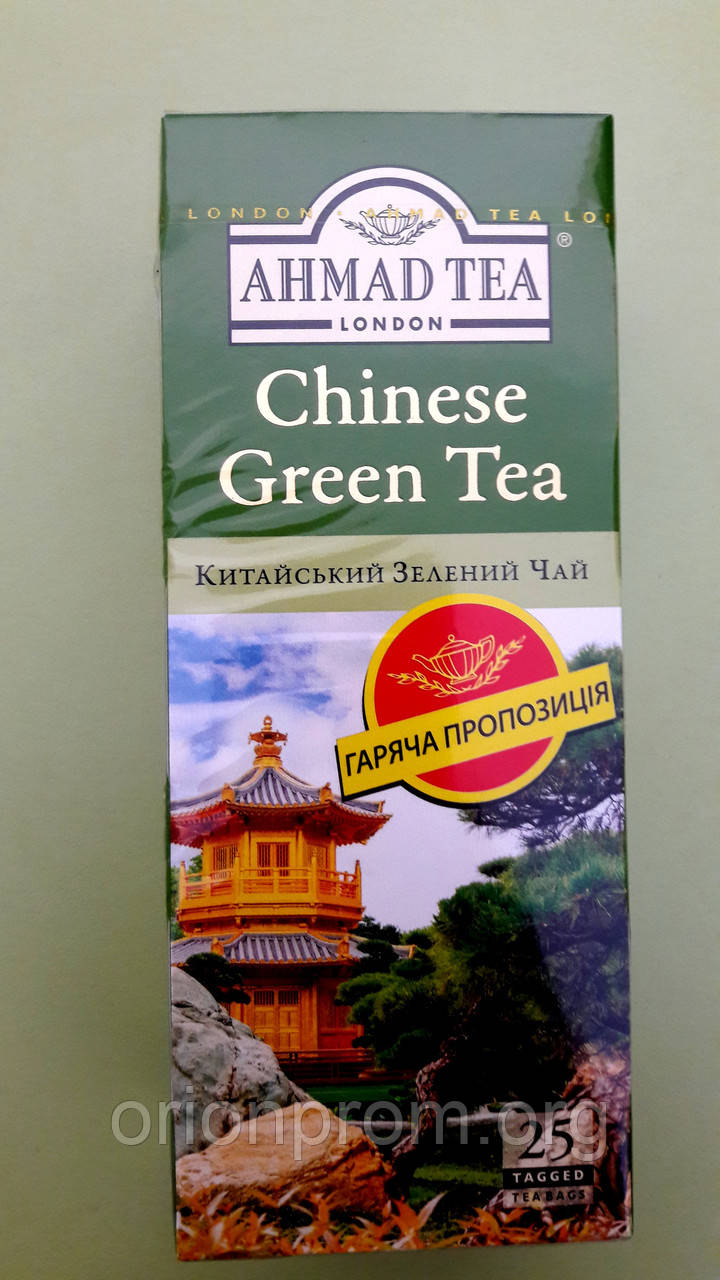 LONDON • AHMAD TEA LO
AHMAD TEA
®
LONDON
Chinese
Green Tea
Китайський Зелений Чай
ГАРЯЧА ПРОПОЗИЦІЯ
orionprom.org
25
TAGGED
TEA BAGS